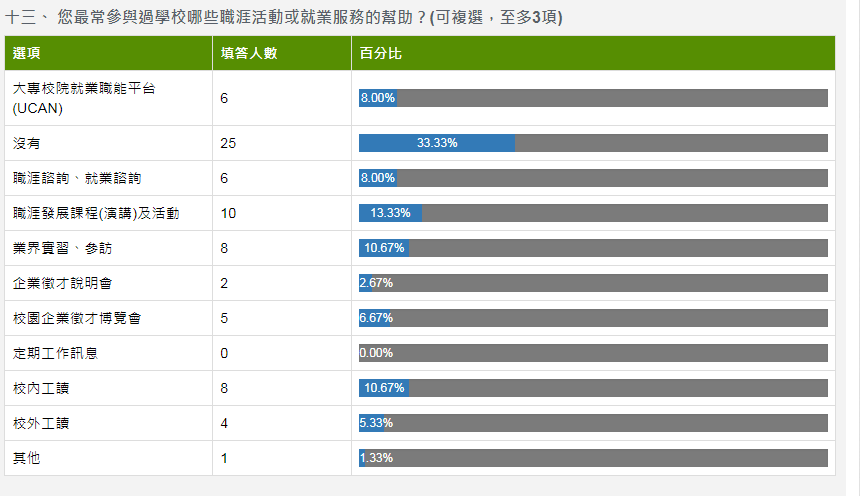 十三、 您最常參與過學校哪些職涯活動或就業服務的幫助？(可複選，至多3項)
選項 填答人數 百分比
大專校院就業職能平台
(UCAN) 6 8.00%
沒有 25 33.33%
職涯諮詢、就業諮詢 6 8.00%
職涯發展課程(演講)及活動 10 13.33%
業界實習、參訪 8 10.67%
企業徵才說明會 2 2.67%
校園企業徵才博覽會 5 6.67%
定期工作訊息 0 0.00%
校內工讀 8 10.67%
校外工讀 4 5.33%
其他 1 1.33%